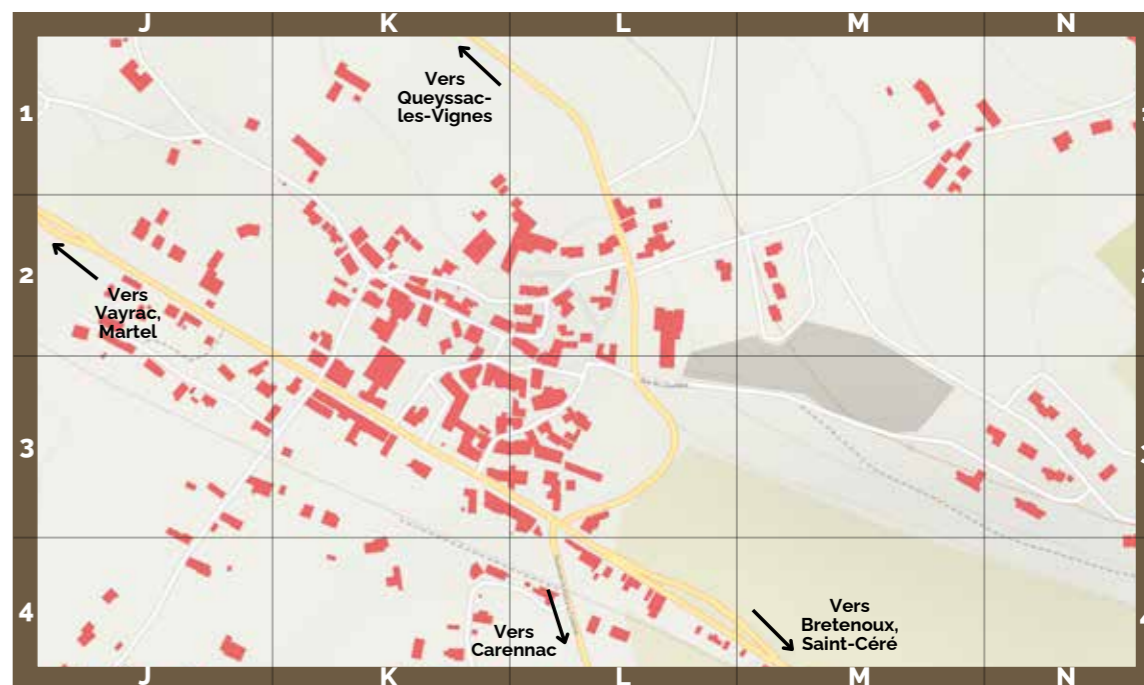 J K L M N
1
Vers
Queyssac-
les-Vignes
2
Vers
Vayrac,
Martel
3
4
Vers
Carennac
Vers
Bretenoux,
Saint-Céré
J K L M N